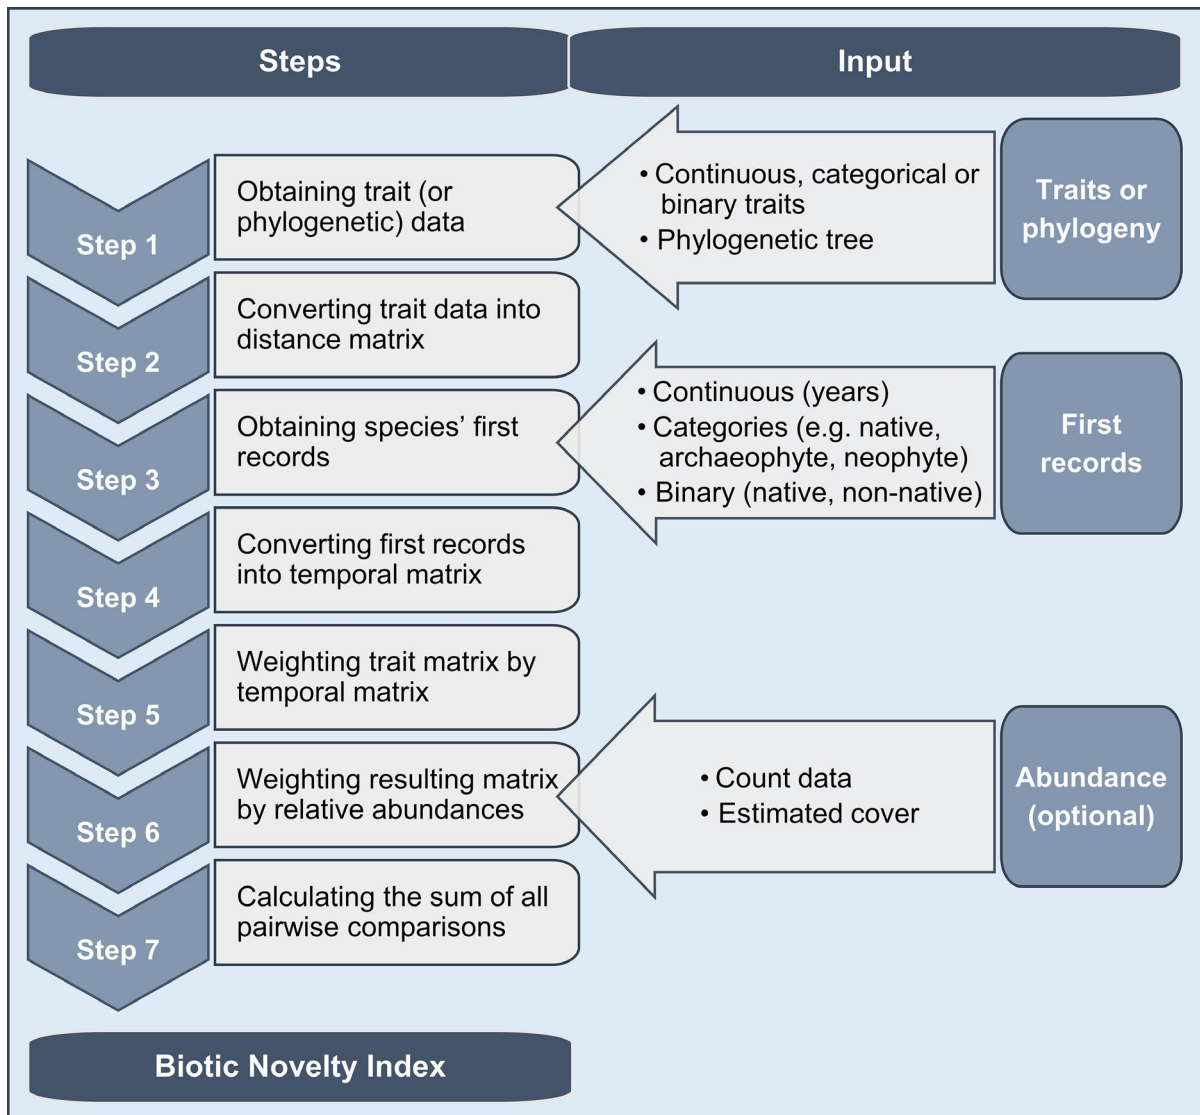 Steps
Input
Step 1
Obtaining trait (or
phylogenetic) data
• Continuous, categorical or
binary traits
• Phylogenetic tree
Traits or
phylogeny
Step 2
Converting trait data into
distance matrix
Step 3
Obtaining species’ first
records
• Continuous (years)
• Categories (e.g. native,
archaeophyte, neophyte)
• Binary (native, non-native)
First
records
Step 4
Converting first records
into temporal matrix
Step 5
Weighting trait matrix by
temporal matrix
Step 6
Weighting resulting matrix
by relative abundances
• Count data
• Estimated cover
Abundance
(optional)
Step 7
Calculating the sum of all
pairwise comparisons
Biotic Novelty Index